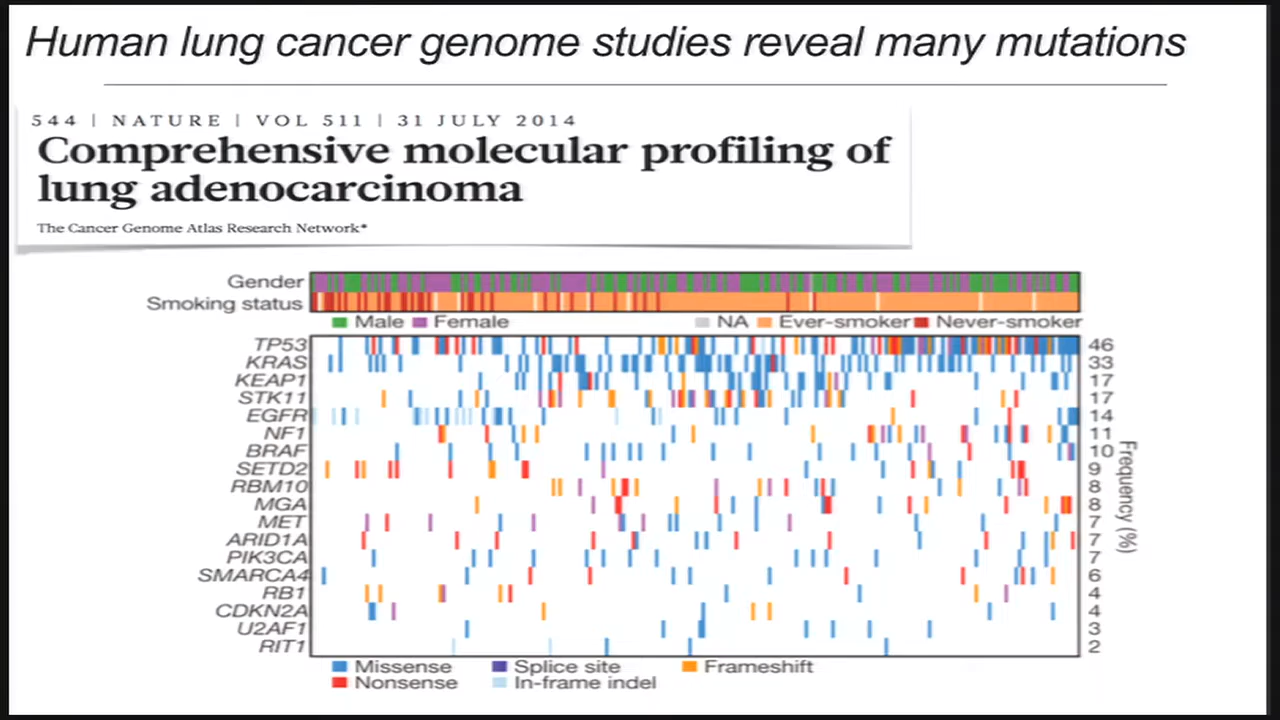 Human lung cancer genome studies reveal many mutations
544 | NATURE | VOL 511 | 31 JULY 2014
Comprehensive molecular profiling of
lung adenocarcinoma
The Cancer Genome Atlas Research Network*
Gender
Smoking status
Male Female NA Ever-smoker Never-smoker
TP53 46
KRAS 33
KEAP1 17
STK11 17
EGFR 14
NF1 11
BRAF 10
SETD2 9
RBM10 8
MGA 8
MET 7
ARID1A 7
PIK3CA 7
SMARCA4 6
RB1 4
CDKN2A 4
U2AF1 3
RIT1 2
Frequency (%)
Missense Splice site Frameshift
Nonsense In-frame indel